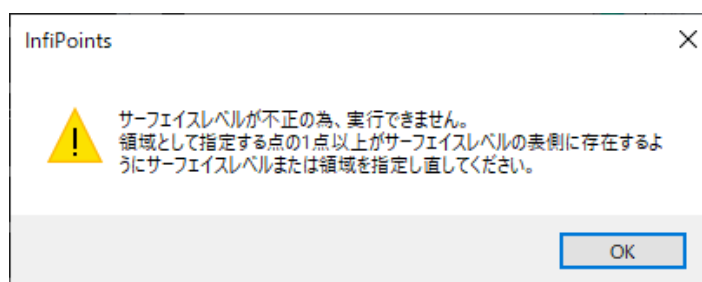 InfiPoints
サーフェイスレベルが不正の為、実行できません。
領域として指定する点の1点以上がサーフェイスレベルの表側に存在するよ
うにサーフェイスレベルまたは領域を指定し直してください。
OK